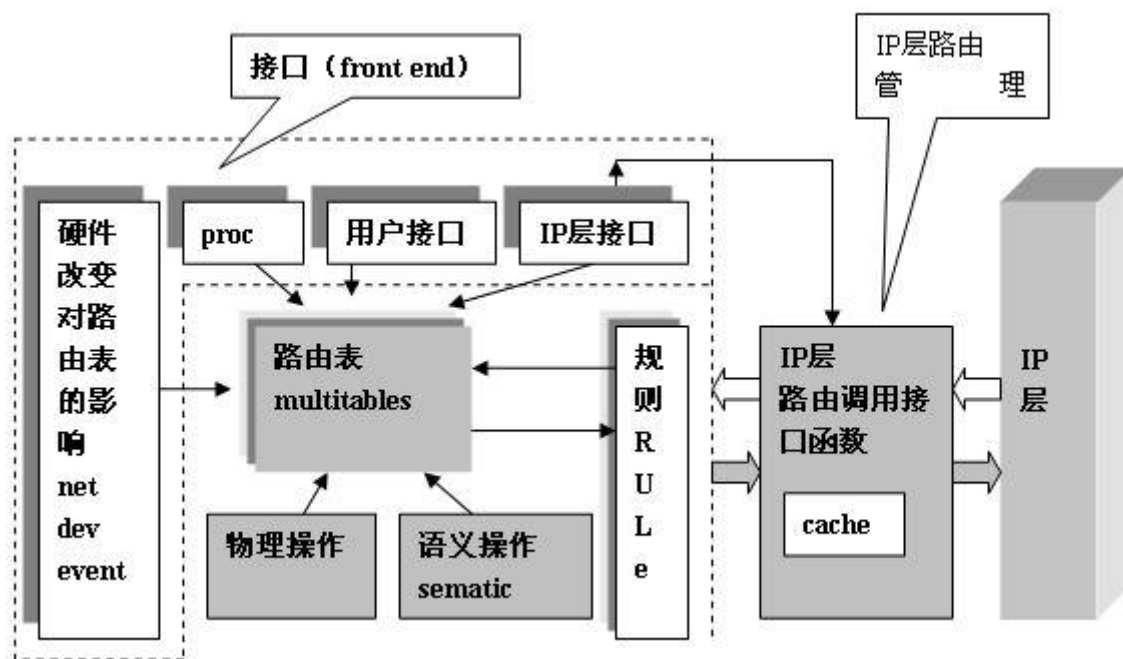 接口（front end）
IP层路由
管 理
硬件
改变
对路
由表
的影
响
net
dev
event
proc
用户接口
IP层接口
路由表
multitables
规
则
R
U
L
e
IP层
路由调用接
口函数
cache
IP
层
物理操作
语义操作
sematic